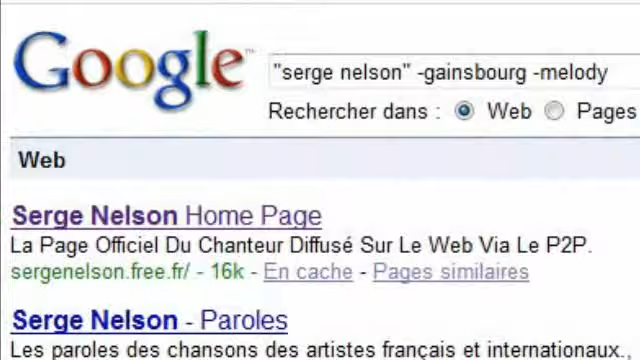 Google™
"serge nelson" -gainsbourg -melody
Rechercher dans : Web Pages
Web
Serge Nelson Home Page
La Page Officiel Du Chanteur Diffusé Sur Le Web Via Le P2P.
sergenelson.free.fr/ - 16k - En cache - Pages similaires
Serge Nelson - Paroles
Les paroles des chansons des artistes français et internationaux.,